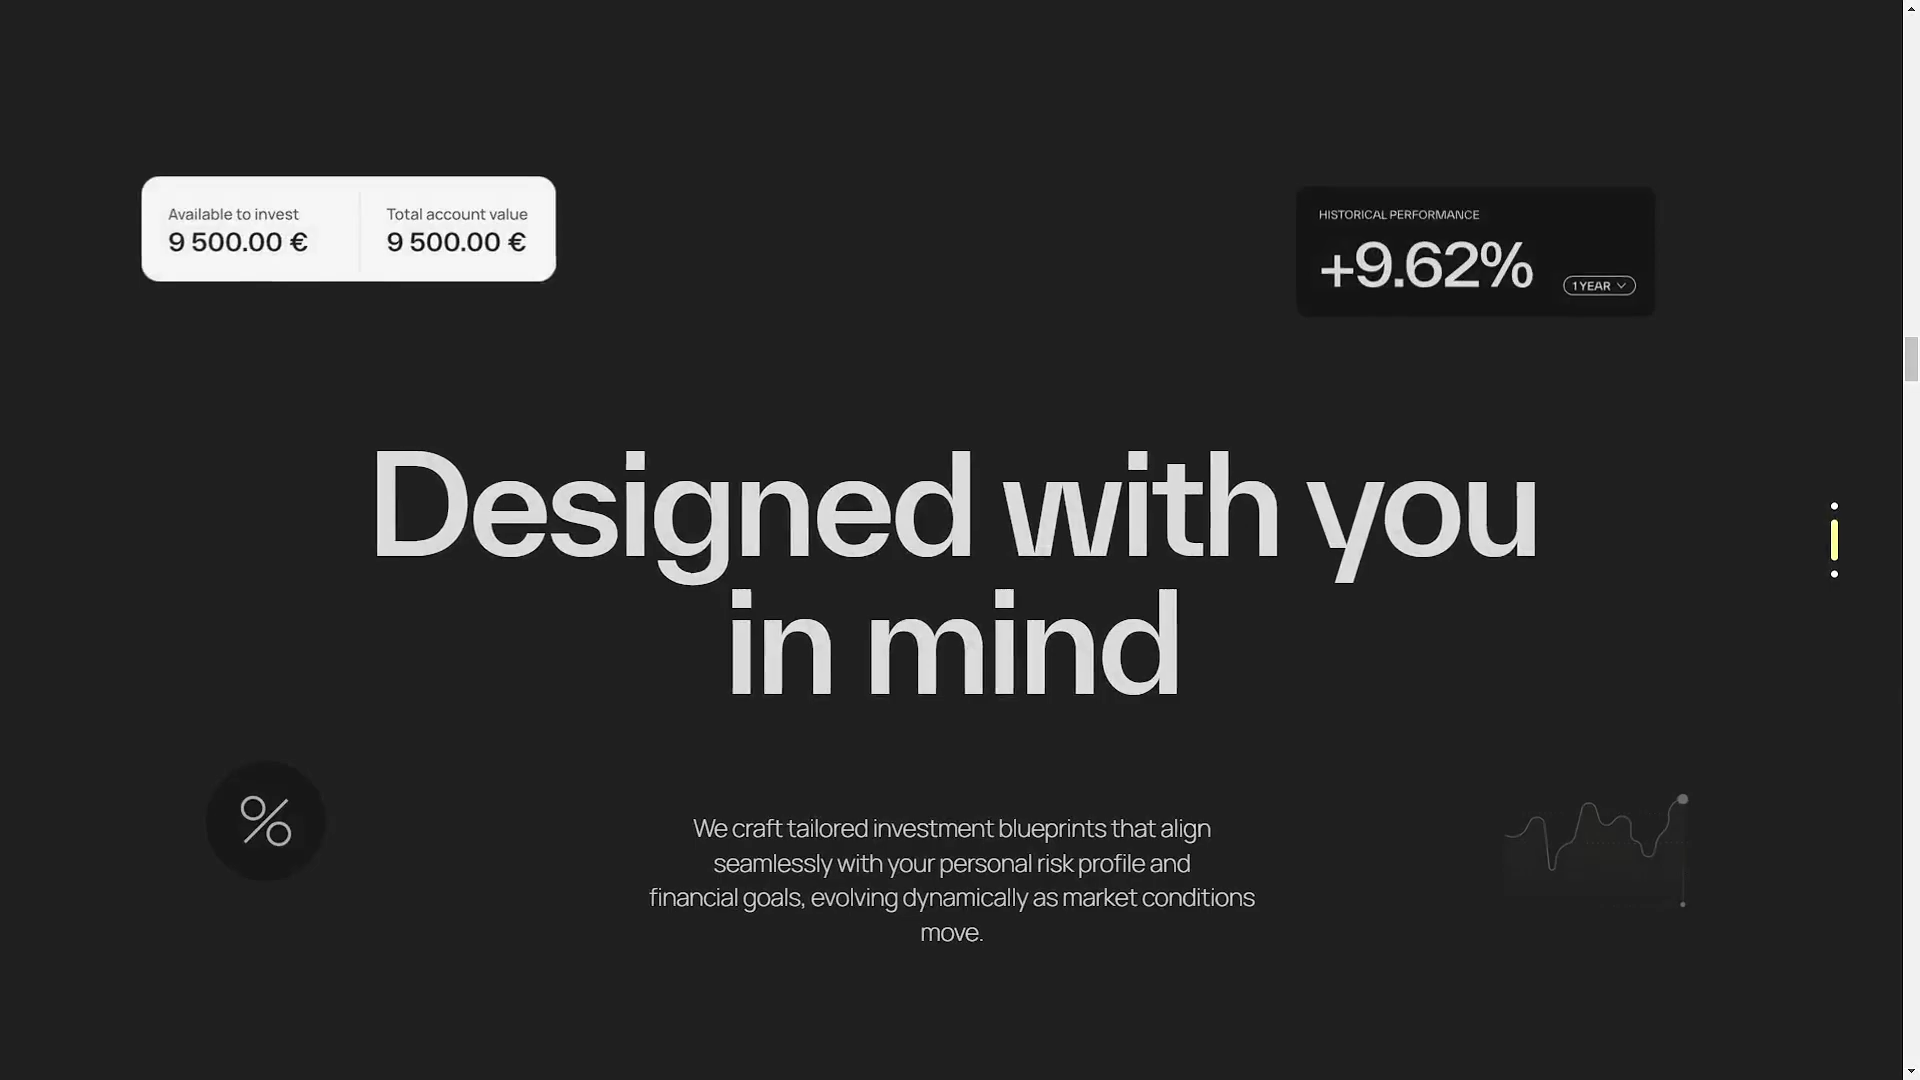 Available to invest
9 500.00 €
Total account value
9 500.00 €
HISTORICAL PERFORMANCE
+9.62%
1 YEAR
Designed with you
in mind
%
We craft tailored investment blueprints that align
seamlessly with your personal risk profile and
financial goals, evolving dynamically as market conditions
move.